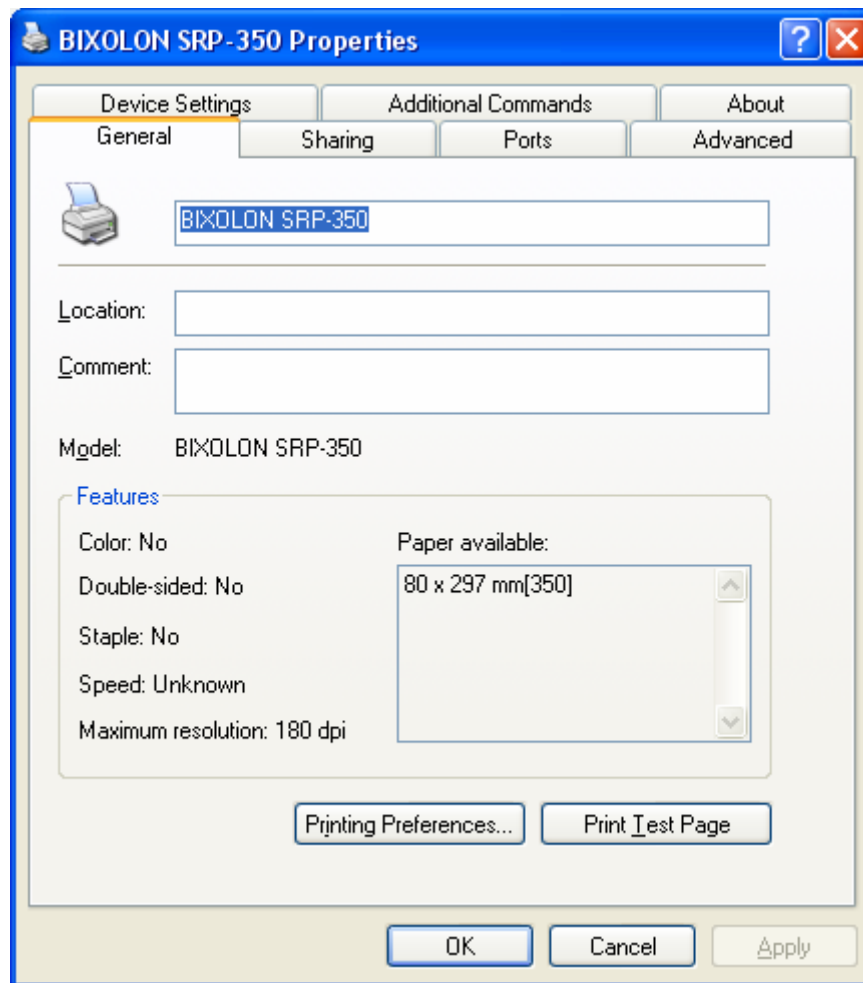 BIXOLON SRP-350 Properties
?
Device Settings Additional Commands About
General Sharing Ports Advanced
BIXOLON SRP-350
Location:
Comment:
Model: BIXOLON SRP-350
Features
Color: No Paper available:
Double-sided: No 80 x 297 mm[350]
Staple: No
Speed: Unknown
Maximum resolution: 180 dpi
Printing Preferences... Print Test Page
OK Cancel Apply